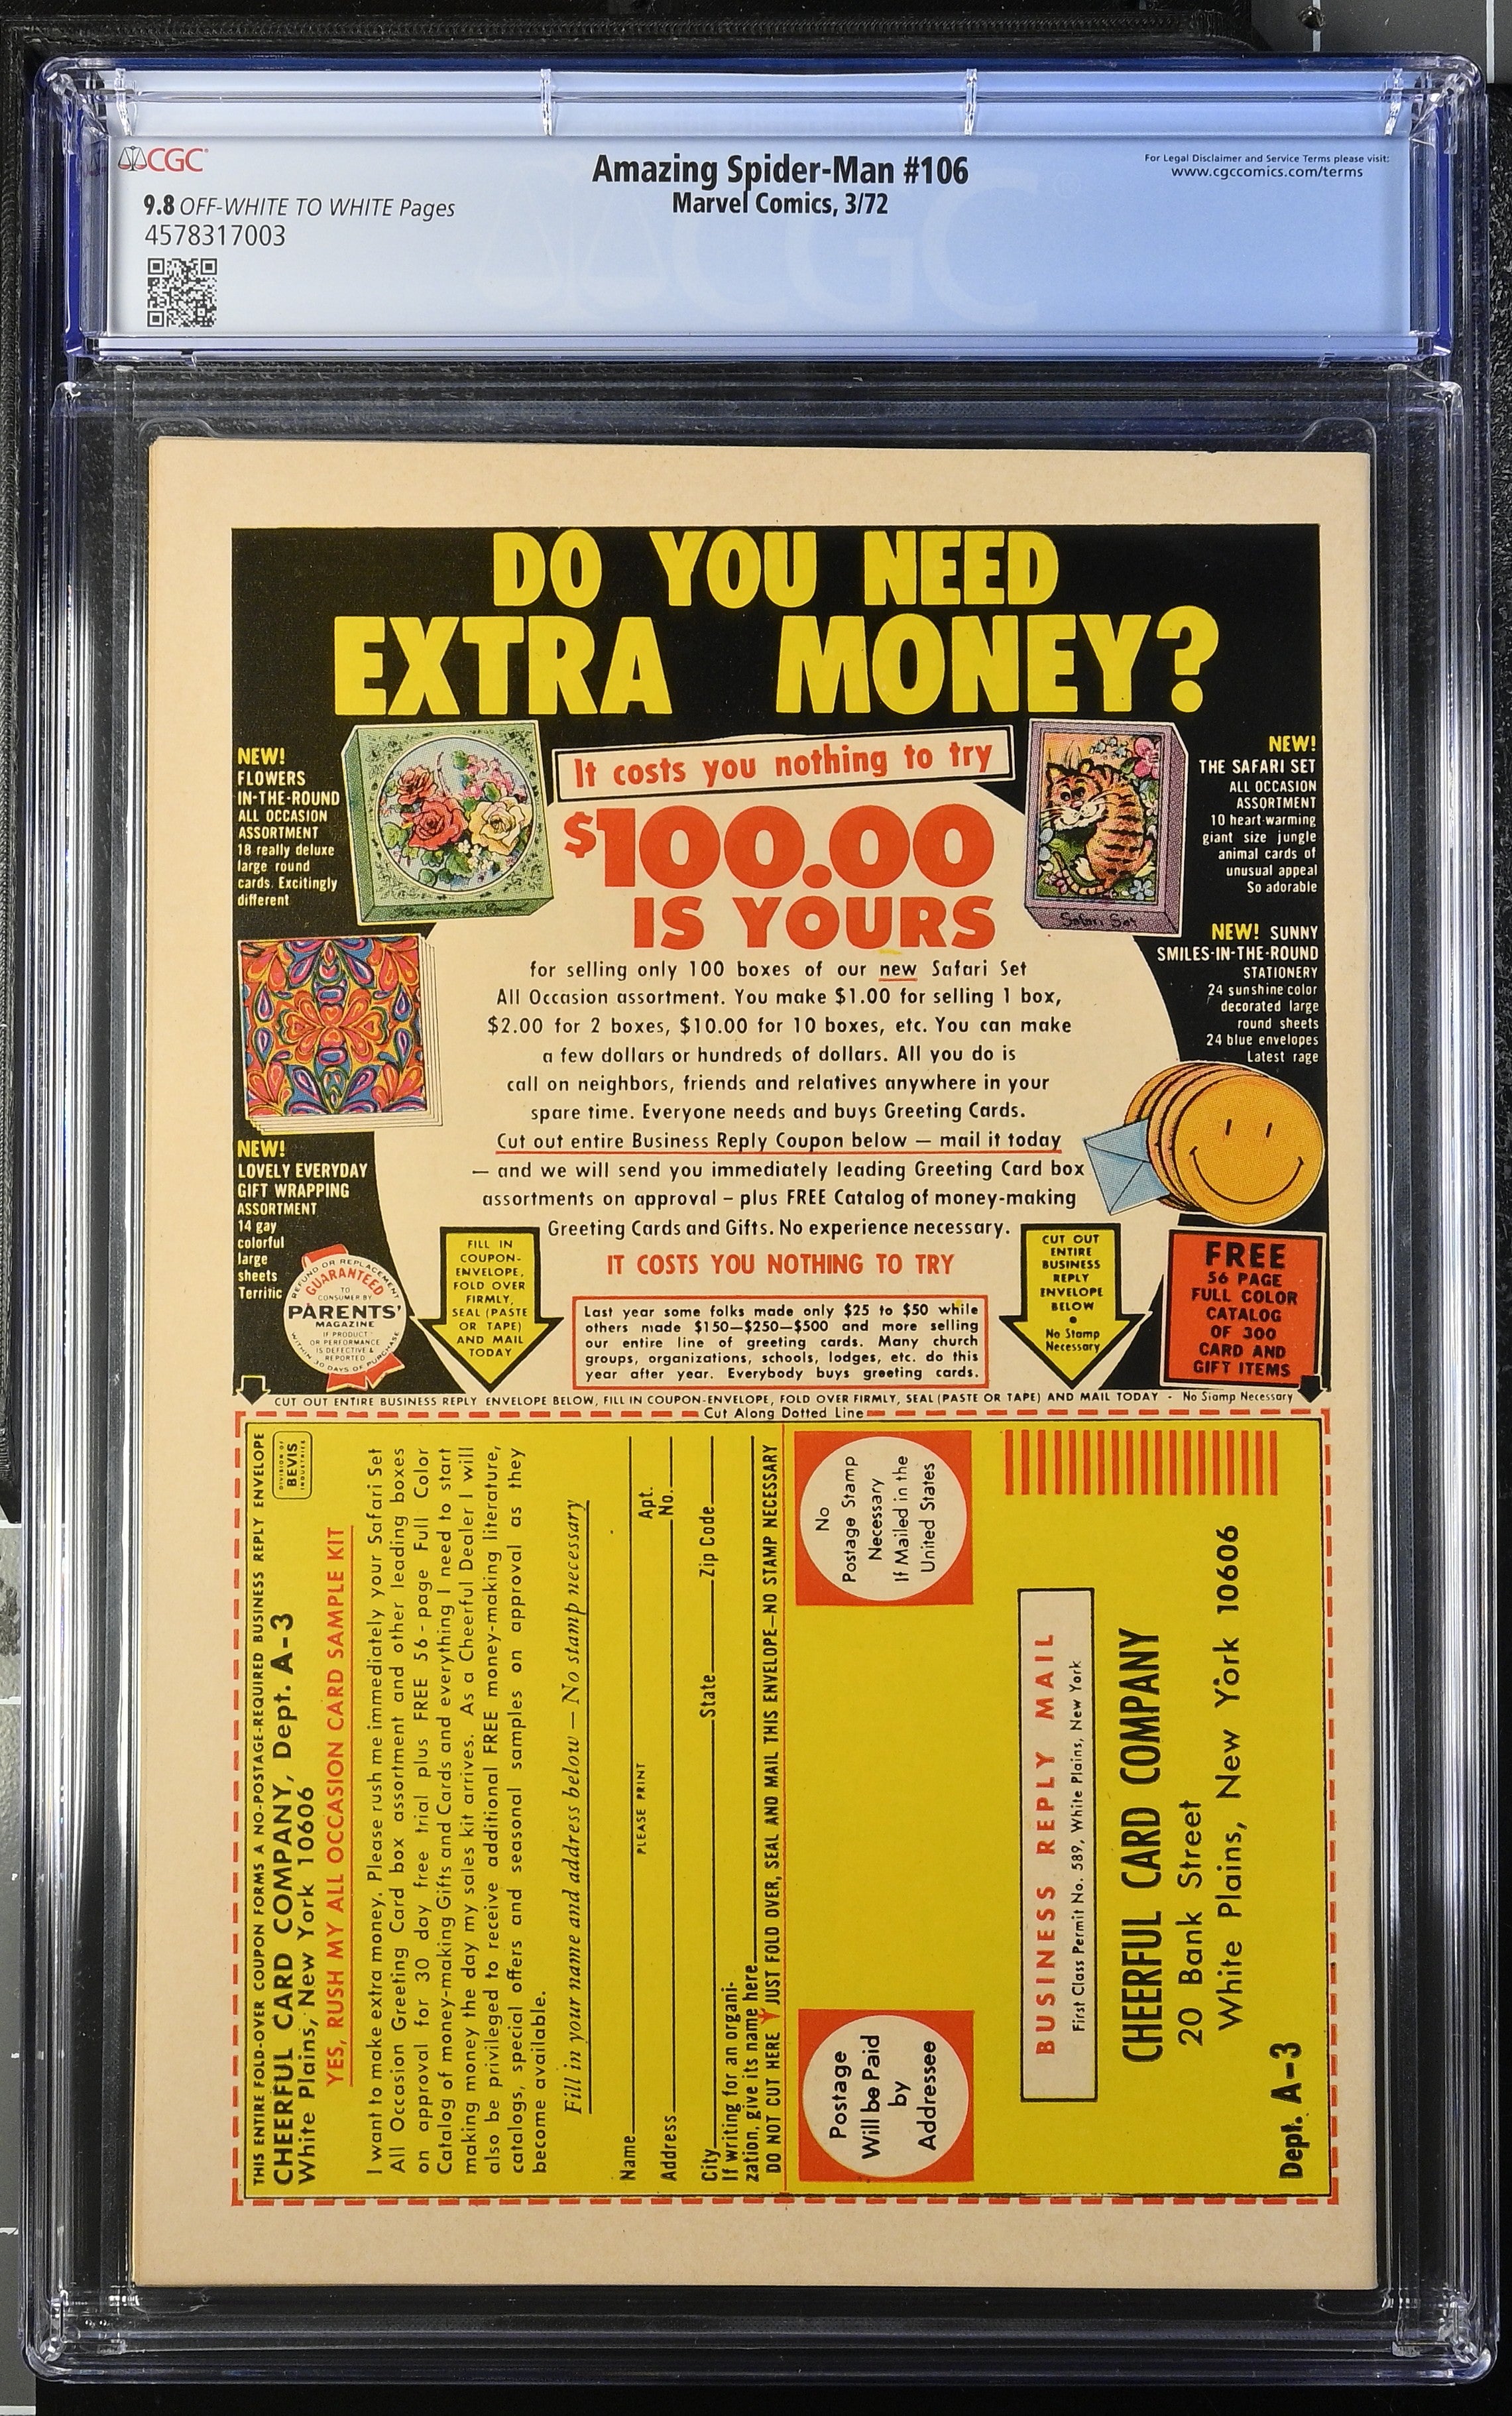 CGC
9.8 OFF-WHITE TO WHITE Pages
4578317003
Amazing Spider-Man #106
Marvel Comics, 3/72
For Legal Disclaimer and Service Terms please visit:
www.cgccomics.com/terms
DO YOU NEED
EXTRA MONEY?
NEW!
FLOWERS
IN-THE-ROUND
ALL OCCASION
ASSORTMENT
18 really deluxe
large round
cards. Excitingly
different
It costs you nothing to try
$100.00
IS YOURS
Safari Set
NEW!
THE SAFARI SET
ALL OCCASION
ASSORTMENT
10 heart-warming
giant size jungle
animal cards of
unusual appeal
So adorable
NEW! SUNNY
SMILES-IN-THE-ROUND
STATIONERY
24 sunshine color
decorated large
round sheets
24 blue envelopes
Latest rage
for selling only 100 boxes of our new Safari Set
All Occasion assortment. You make $1.00 for selling 1 box,
$2.00 for 2 boxes, $10.00 for 10 boxes, etc. You can make
a few dollars or hundreds of dollars. All you do is
call on neighbors, friends and relatives anywhere in your
spare time. Everyone needs and buys Greeting Cards.
Cut out entire Business Reply Coupon below — mail it today
— and we will send you immediately leading Greeting Card box
assortments on approval – plus FREE Catalog of money-making
Greeting Cards and Gifts. No experience necessary.
IT COSTS YOU NOTHING TO TRY
NEW!
LOVELY EVERYDAY
GIFT WRAPPING
ASSORTMENT
14 gay
colorful
large
sheets
Terrific
REFUND OR REPLACEMENT
GUARANTEED
TO
CONSUMER BY
PARENTS'
MAGAZINE
IF PRODUCT
OR PERFORMANCE
IS DEFECTIVE &
REPORTED
WITHIN 30 DAYS OF PURCHASE
FILL IN
COUPON-
ENVELOPE,
FOLD OVER
FIRMLY,
SEAL (PASTE
OR TAPE)
AND MAIL
TODAY
Last year some folks made only $25 to $50 while
others made $150—$250—$500 and more selling
our entire line of greeting cards. Many church
groups, organizations, schools, lodges, etc. do this
year after year. Everybody buys greeting cards.
CUT OUT
ENTIRE
BUSINESS
REPLY
ENVELOPE
BELOW
•
No Stamp
Necessary
FREE
56 PAGE
FULL COLOR
CATALOG
OF 300
CARD AND
GIFT ITEMS
CUT OUT ENTIRE BUSINESS REPLY ENVELOPE BELOW, FILL IN COUPON-ENVELOPE, FOLD OVER FIRMLY, SEAL (PASTE OR TAPE) AND MAIL TODAY - No Stamp Necessary
Cut Along Dotted Line
THIS ENTIRE FOLD-OVER COUPON FORMS A NO-POSTAGE-REQUIRED BUSINESS REPLY ENVELOPE
CHEERFUL CARD COMPANY, Dept. A-3
White Plains, New York 10606
DIVISION OF
BEVIS
INDUSTRIES
YES, RUSH MY ALL OCCASION CARD SAMPLE KIT
I want to make extra money. Please rush me immediately your Safari Set
All Occasion Greeting Card box assortment and other leading boxes
on approval for 30 day free trial plus FREE 56-page Full Color
Catalog of money-making Gifts and Cards and everything I need to start
making money the day my sales kit arrives. As a Cheerful Dealer I will
also be privileged to receive additional FREE money-making literature,
catalogs, special offers and seasonal samples on approval as they
become available.
Fill in your name and address below — No stamp necessary
Name
PLEASE PRINT
Address Apt. No.
City State Zip Code
If writing for an organi-
zation, give its name here
DO NOT CUT HERE JUST FOLD OVER, SEAL AND MAIL THIS ENVELOPE—NO STAMP NECESSARY
Postage
Will be Paid
by
Addressee
No
Postage Stamp
Necessary
If Mailed in the
United States
BUSINESS REPLY MAIL
First Class Permit No. 589, White Plains, New York
CHEERFUL CARD COMPANY
20 Bank Street
White Plains, New York 10606
Dept. A-3